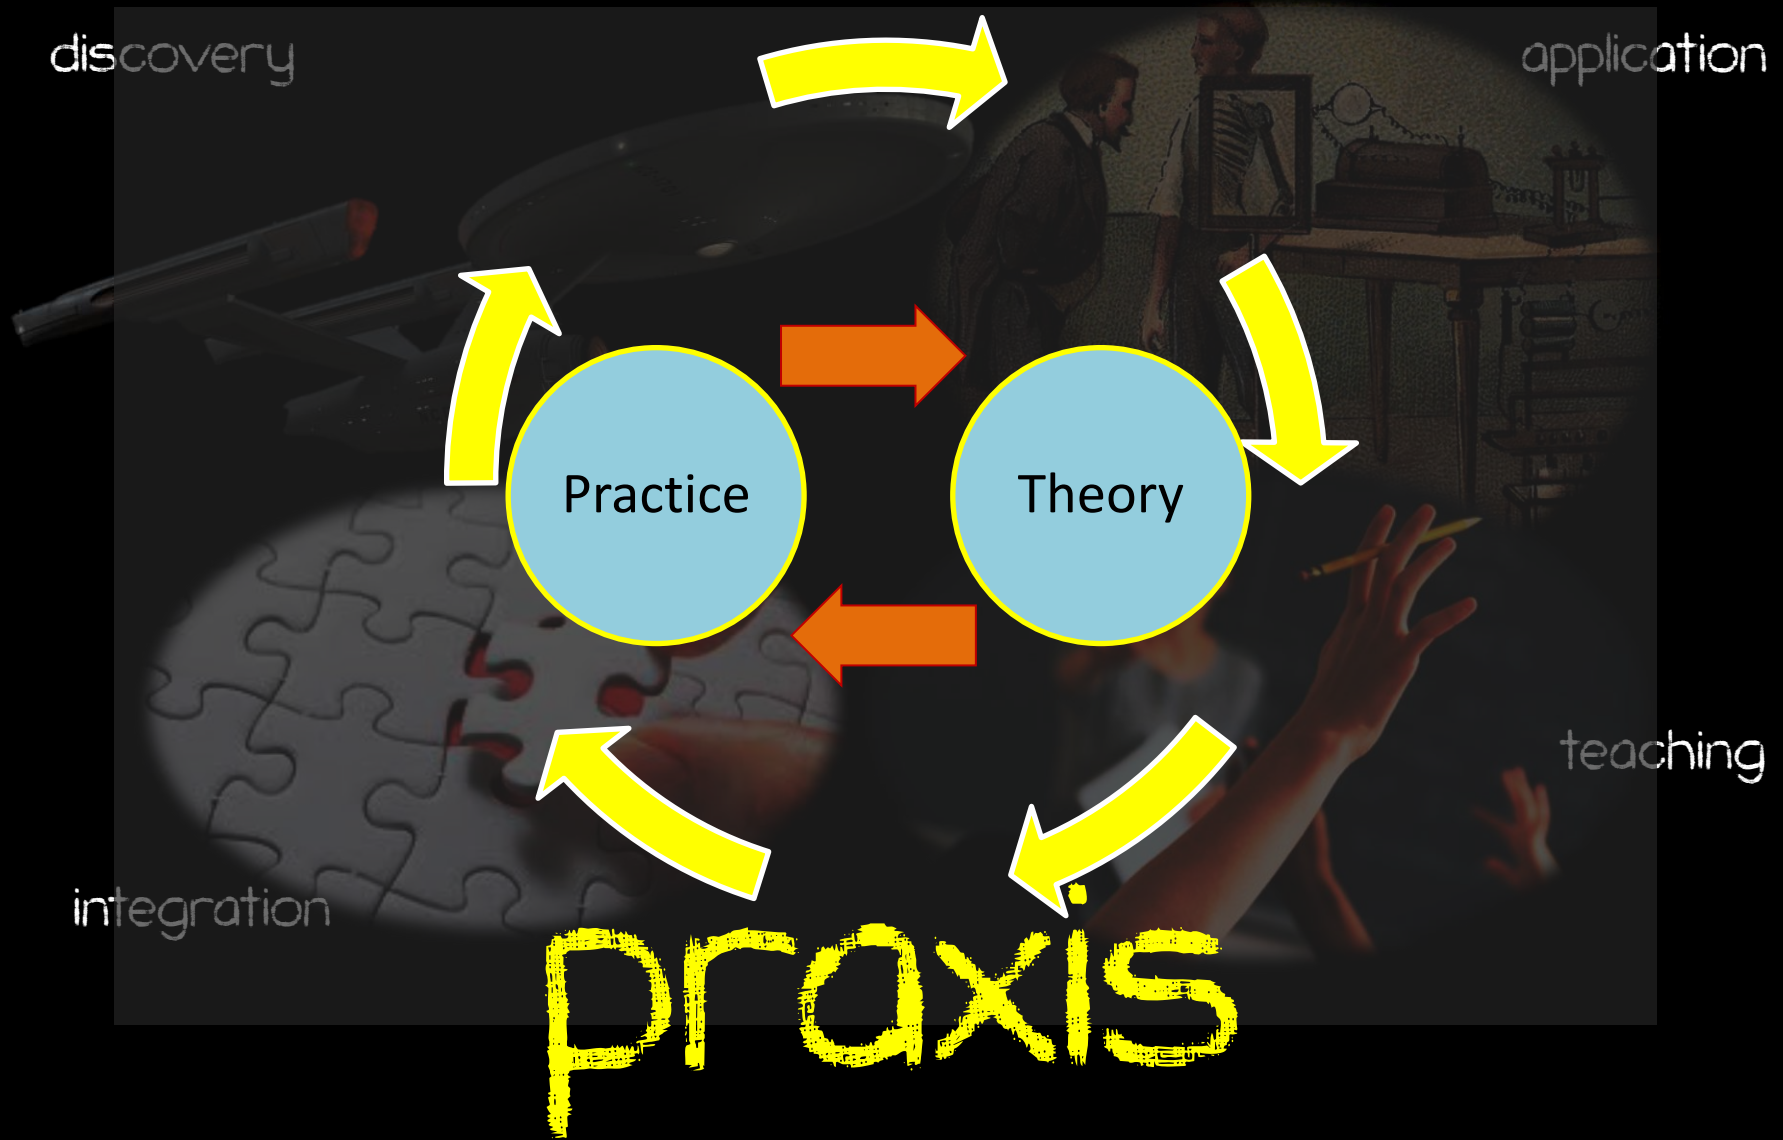 discovery
application
Practice
Theory
teaching
integration
praxis